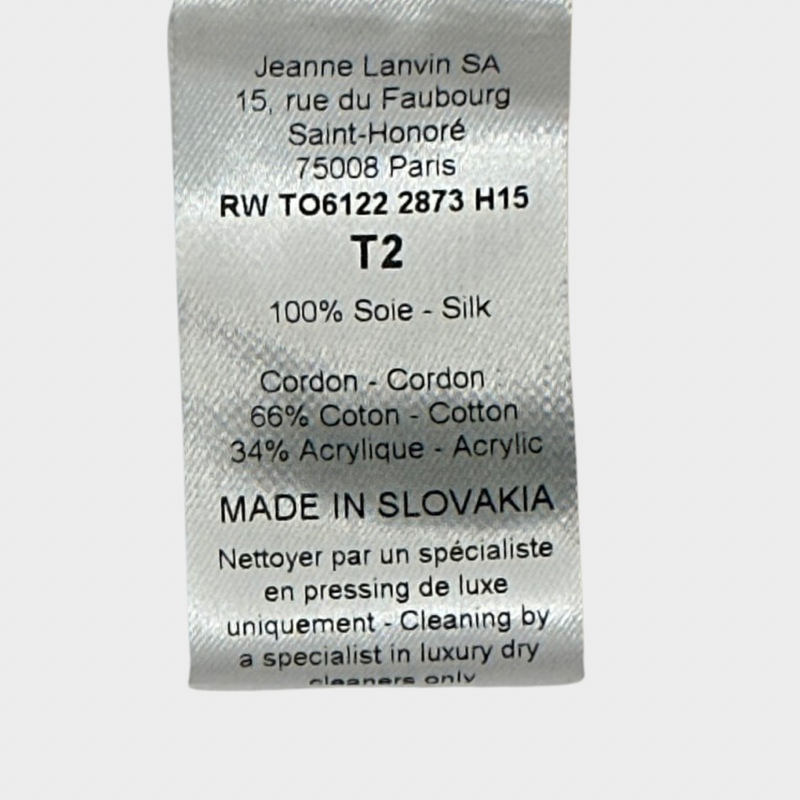 Jeanne Lanvin SA
15, rue du Faubourg
Saint-Honoré
75008 Paris
RW TO6122 2873 H15
T2
100% Soie - Silk
Cordon - Cordon
66% Coton - Cotton
34% Acrylique - Acrylic
MADE IN SLOVAKIA
Nettoyer par un spécialiste
en pressing de luxe
uniquement - Cleaning by
a specialist in luxury dry
cleaners only